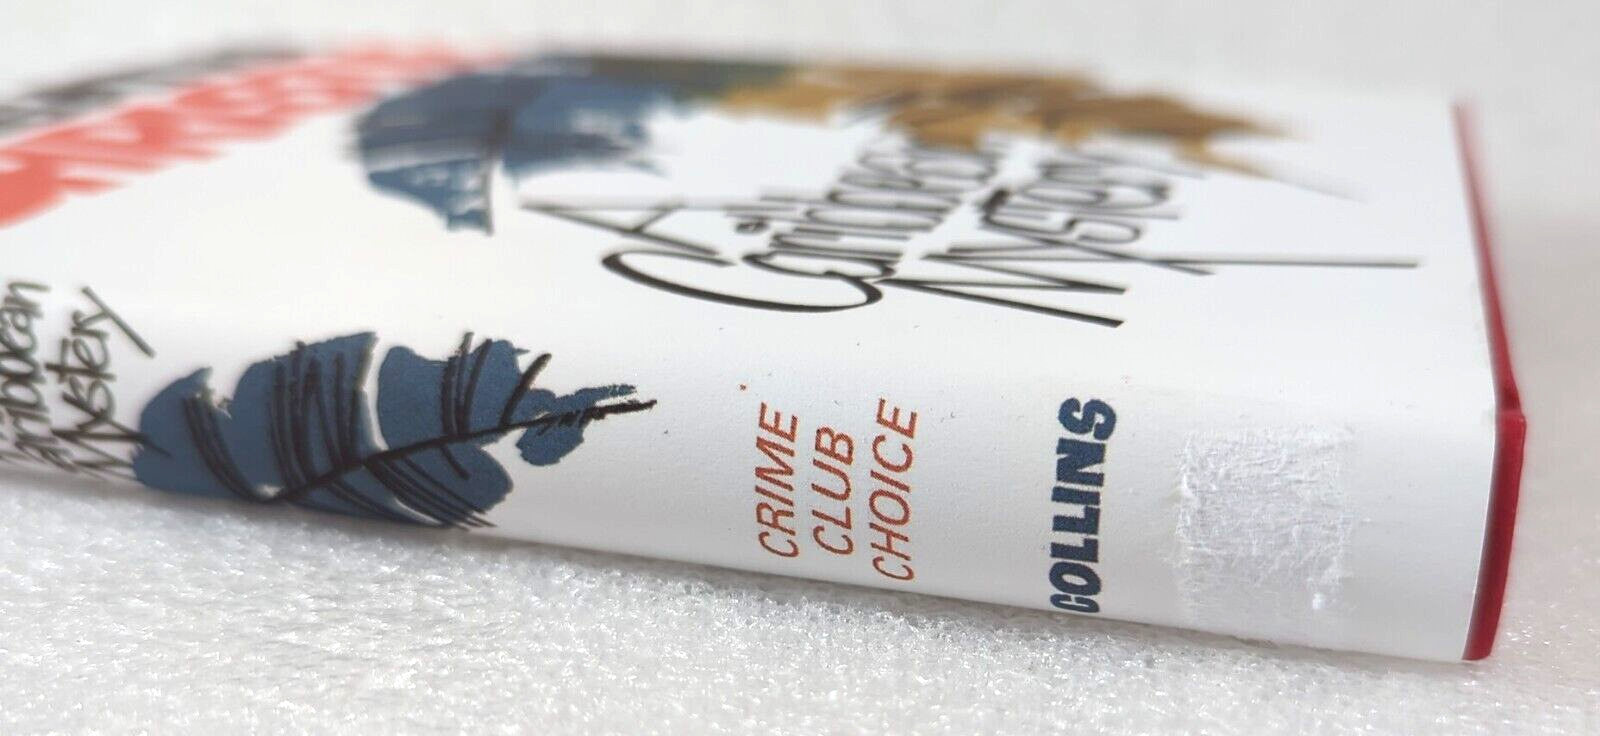 A
Caribbean
Mystery
Caribbean
Mystery
CRIME
CLUB
CHOICE
COLLINS